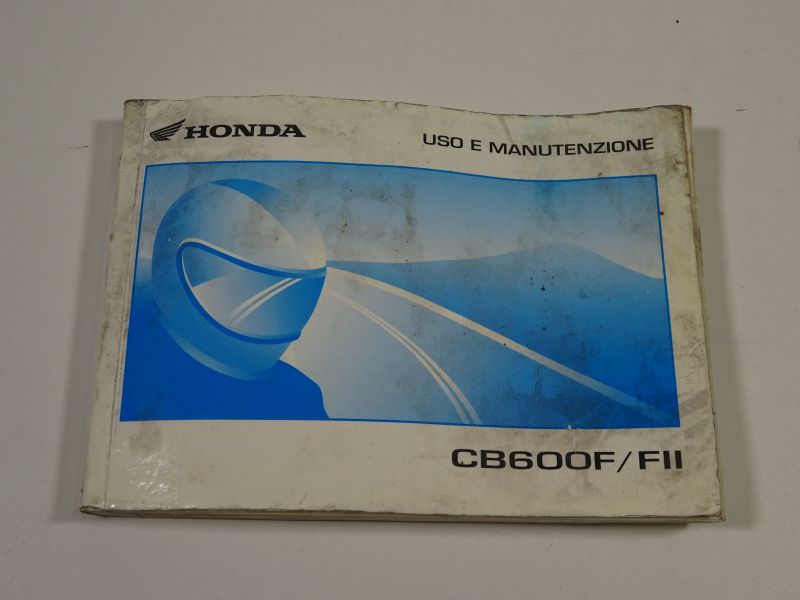 HONDA
USO E MANUTENZIONE
CB600F/FII